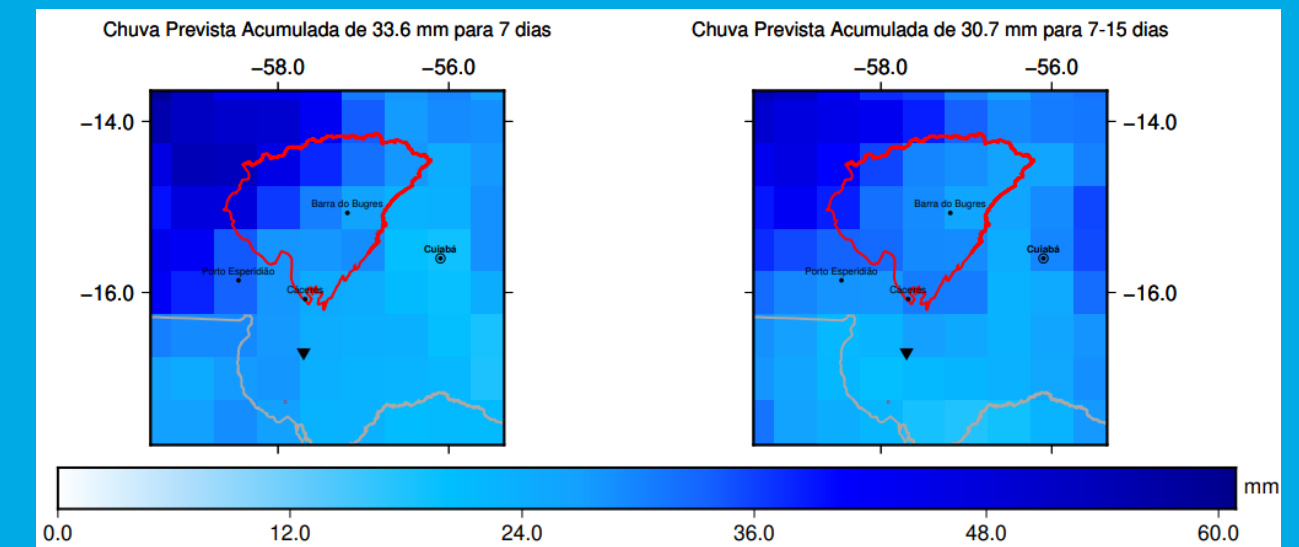 Chuva Prevista Acumulada de 33.6 mm para 7 dias
−58.0 −56.0
−14.0
Barra do Bugres
Cuiabá
Porto Esperidião
Cáceres
−16.0
Chuva Prevista Acumulada de 30.7 mm para 7-15 dias
−58.0 −56.0
−14.0
Barra do Bugres
Cuiabá
Porto Esperidião
Cáceres
−16.0
mm
0.0 12.0 24.0 36.0 48.0 60.0